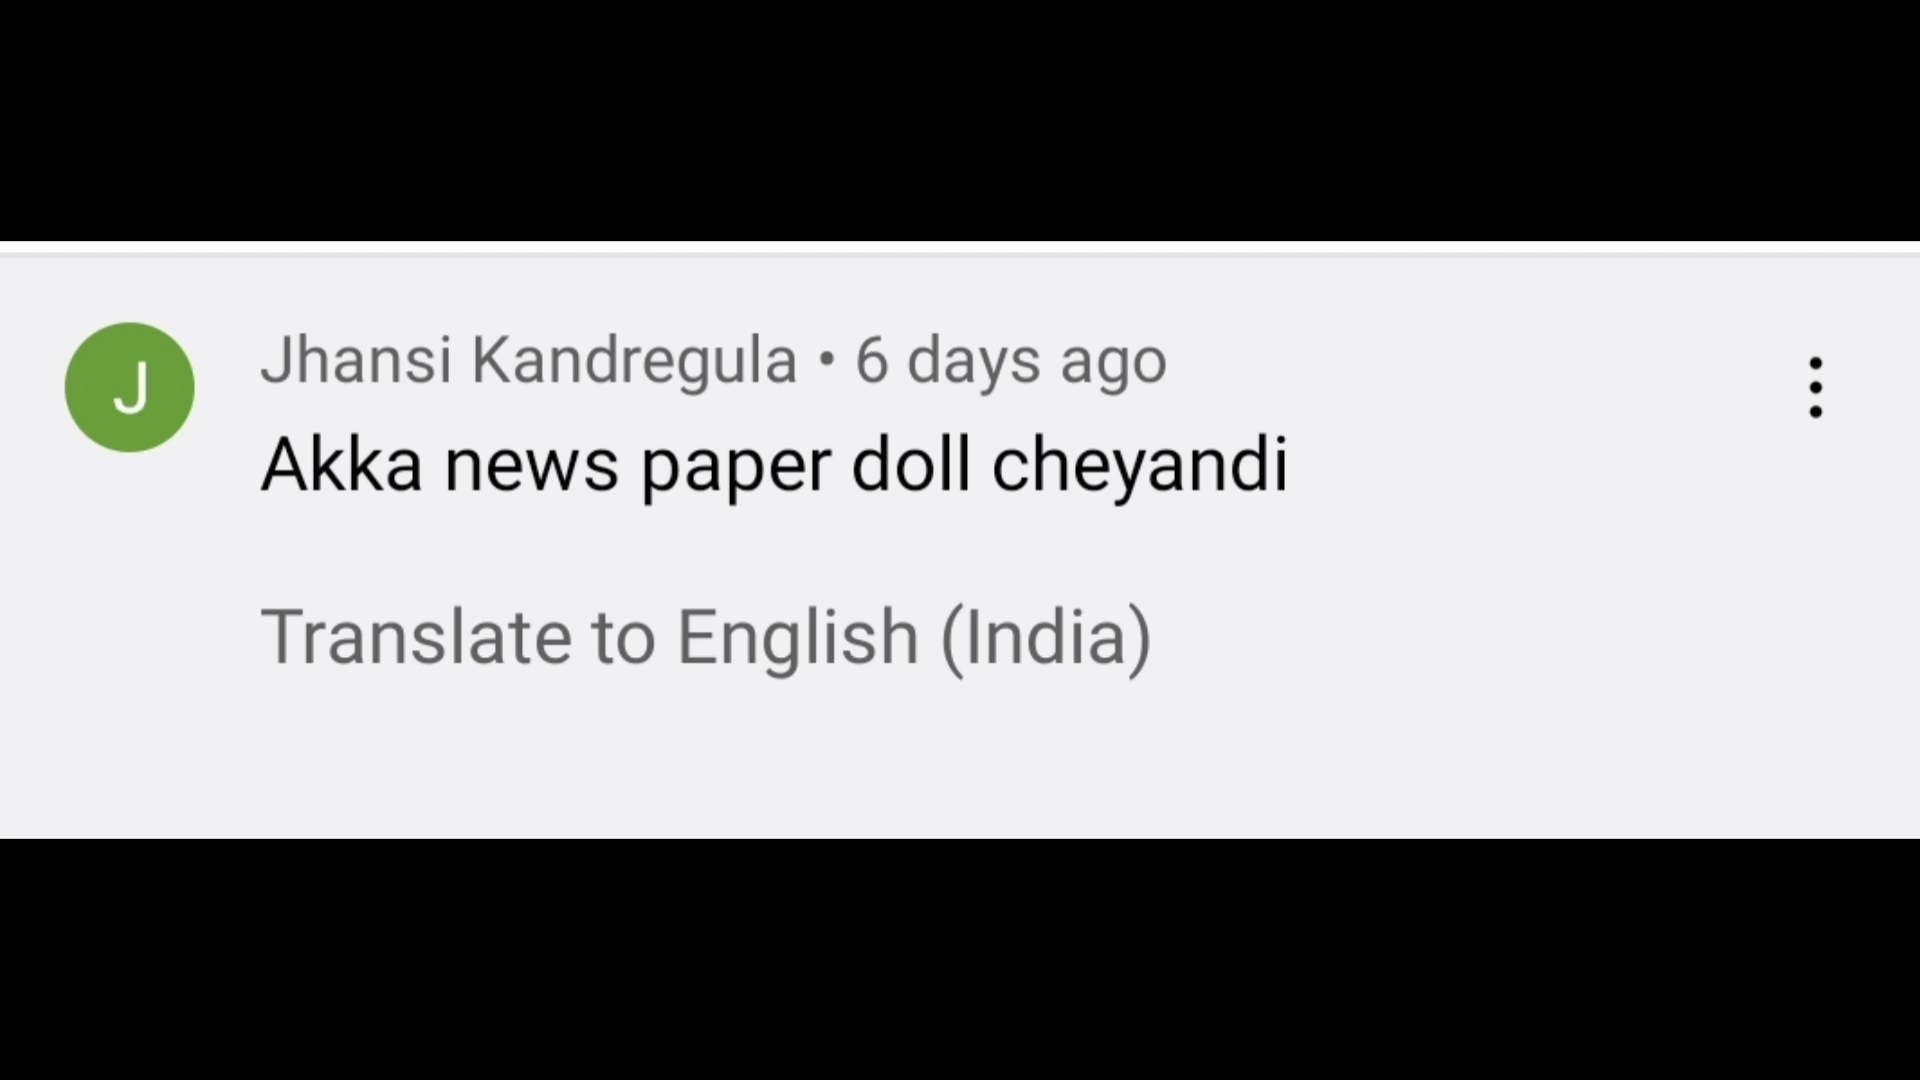 J
Jhansi Kandregula • 6 days ago
Akka news paper doll cheyandi
Translate to English (India)